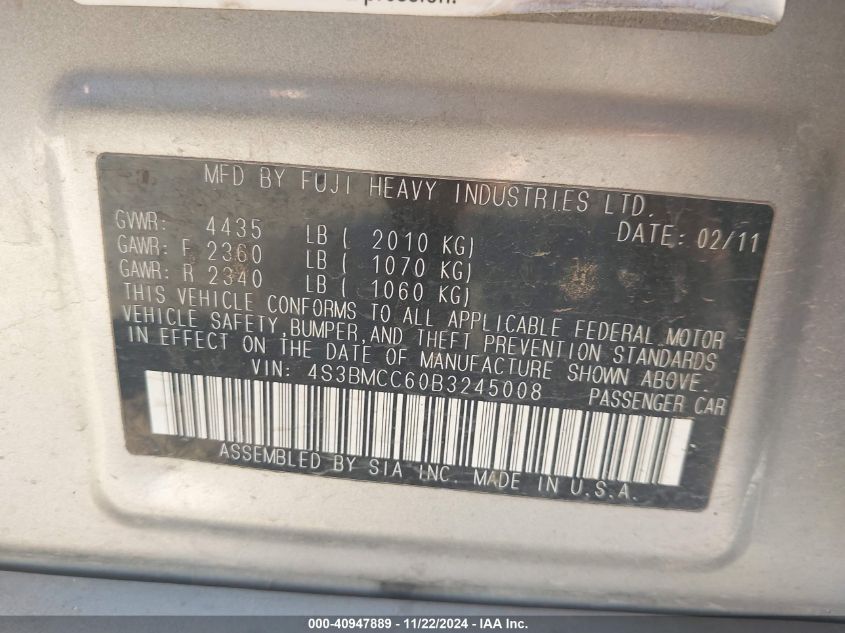 pression.
MFD BY FUJI HEAVY INDUSTRIES LTD.
GVWR: 4435 LB ( 2010 KG) DATE: 02/11
GAWR: F 2360 LB ( 1070 KG)
GAWR: R 2340 LB ( 1060 KG)
THIS VEHICLE CONFORMS TO ALL APPLICABLE FEDERAL MOTOR
VEHICLE SAFETY, BUMPER, AND THEFT PREVENTION STANDARDS
IN EFFECT ON THE DATE OF MANUFACTURE SHOWN ABOVE.
VIN: 4S3BMCC60B3245008 PASSENGER CAR
ASSEMBLED BY SIA INC. MADE IN U.S.A.
000-40947889 - 11/22/2024 - IAAI.COM